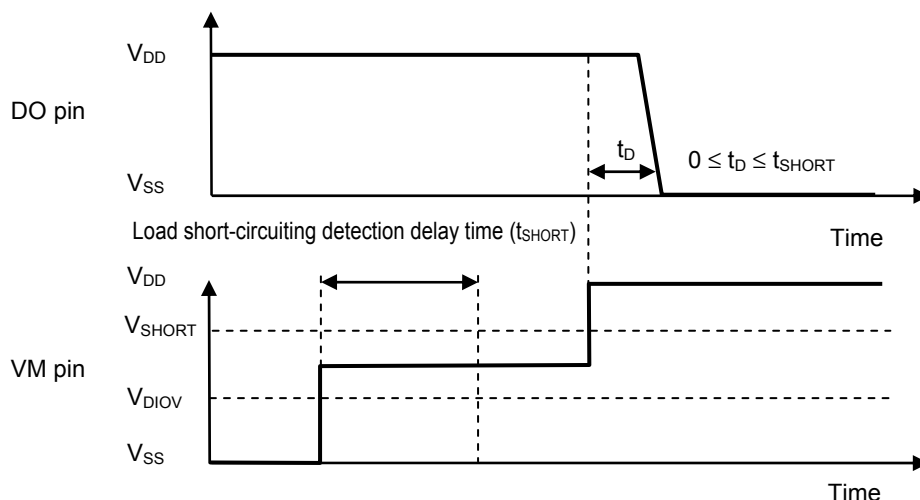 V_DD
DO pin
t_D
0 ≤ t_D ≤ t_SHORT
V_SS
Load short-circuiting detection delay time (t_SHORT)
Time
V_DD
V_SHORT
VM pin
V_DIOV
V_SS
Time